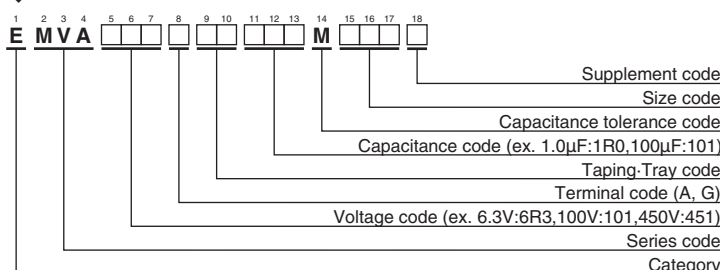 1 2 3 4 5 6 7 8 9 10 11 12 13 14 15 16 17 18
E M V A M
Supplement code
Size code
Capacitance tolerance code
Capacitance code (ex. 1.0µF:1R0,100µF:101)
Taping·Tray code
Terminal code (A, G)
Voltage code (ex. 6.3V:6R3,100V:101,450V:451)
Series code
Category